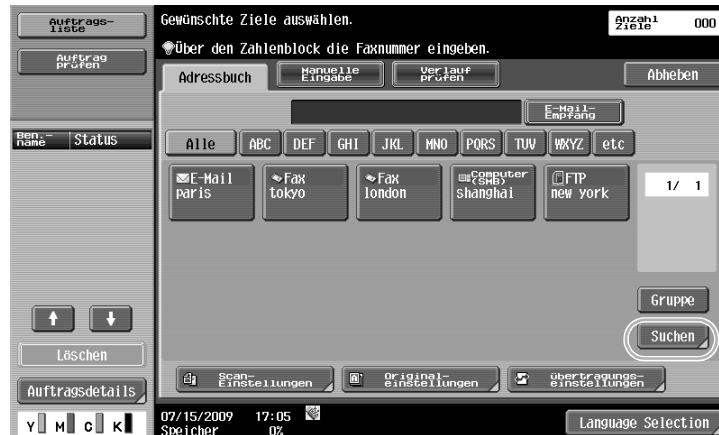 Auftrags-
liste
Auftrag
prüfen
Ben.-
name
Status
Löschen
Auftragsdetails
Y M C K
Gewünschte Ziele auswählen.
Anzahl
Ziele
000
Über den Zahlenblock die Faxnummer eingeben.
Adressbuch
Manuelle
Eingabe
Verlauf
prüfen
Abheben
E-Mail-
Empfang
Alle ABC DEF GHI JKL MNO PQRS TUV WXYZ etc
E-Mail
paris
Fax
tokyo
Fax
london
Computer
(SMB)
shanghai
FTP
new york
1/ 1
Gruppe
Suchen
Scan-
Einstellungen
Original-
einstellungen
übertragungs-
einstellungen
07/15/2009 17:05
Speicher 0%
Language Selection